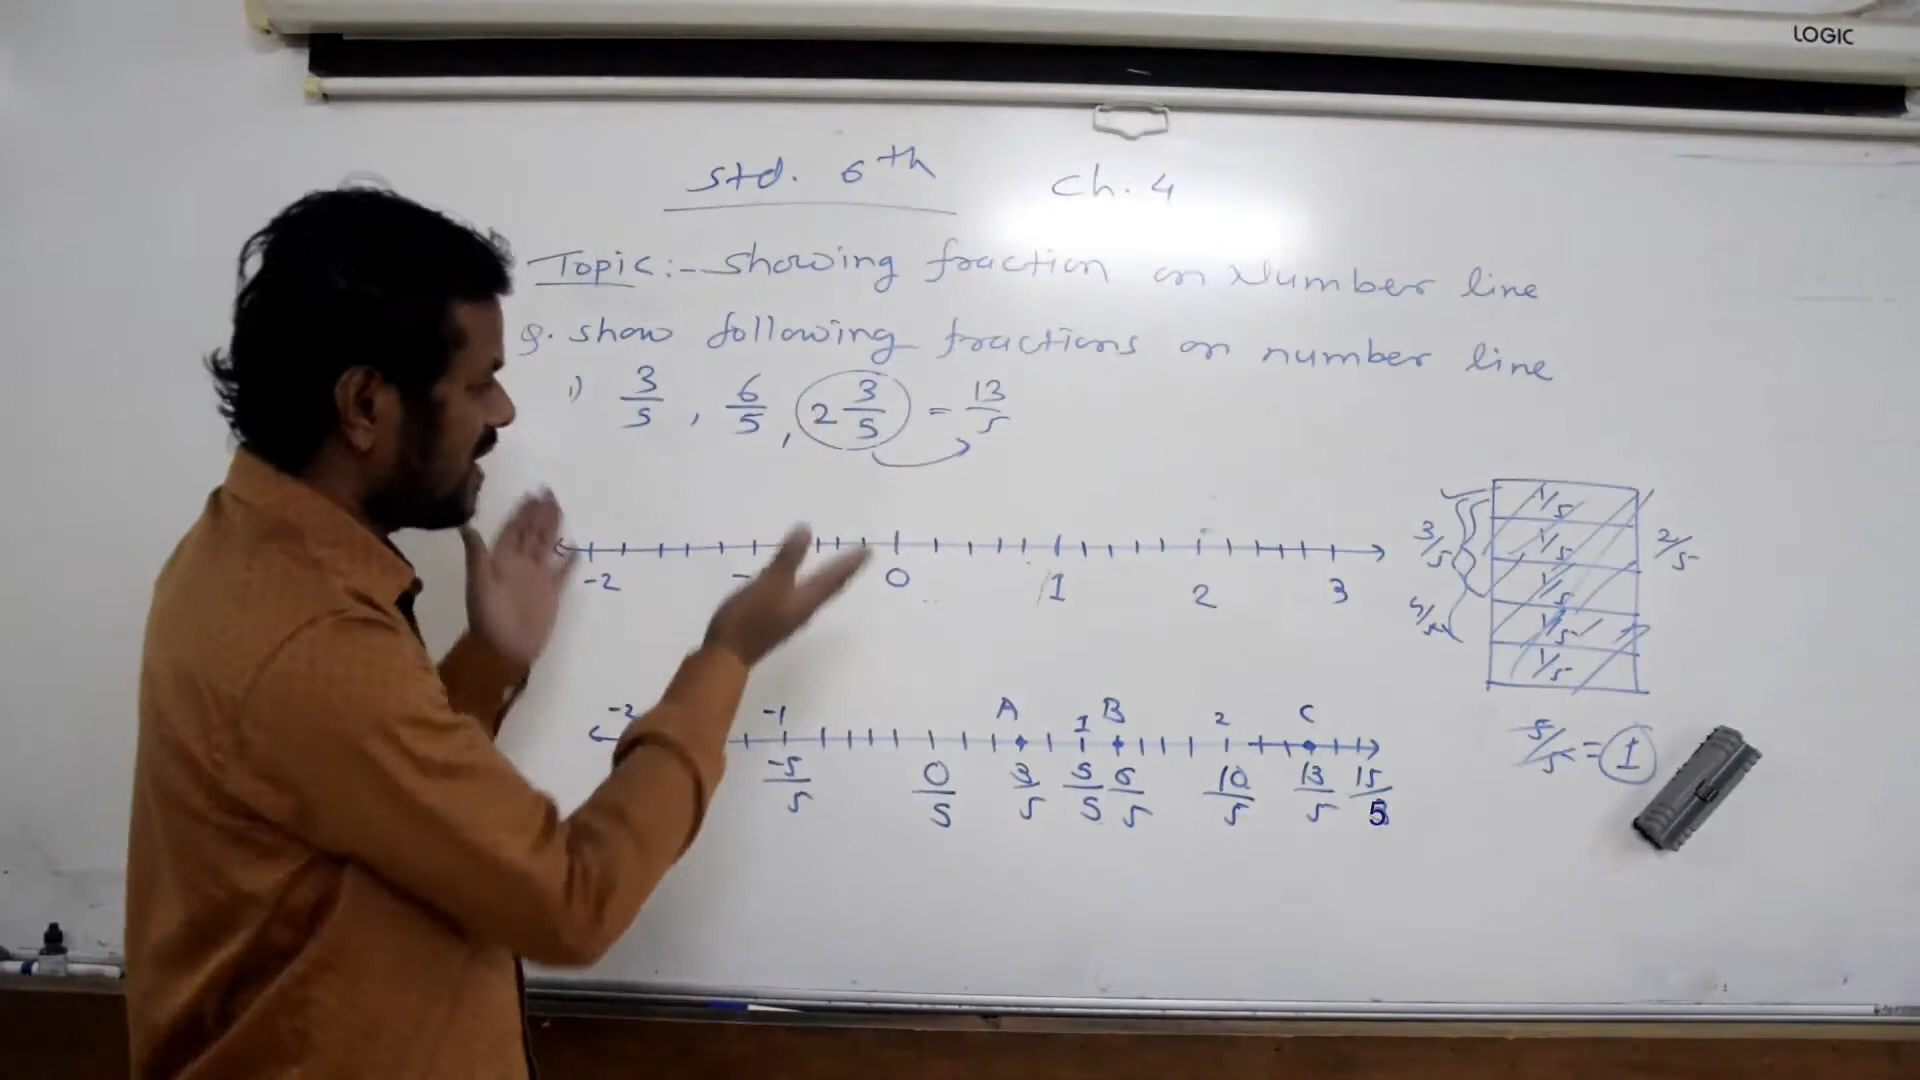 LOGIC
Std. 6th Ch. 4
Topic:- Showing fraction on Number line
Q. show following fractions on number line
1) 3/5 , 6/5 , 2 3/5 = 13/5
-2 0 1 2 3
-2 -1 A 1 B 2 C
-5/5 0/5 3/5 5/5 6/5 10/5 13/5 15/5
1/5
1/5
1/5
1/5
1/5
3/5
2/5
5/5 = 1